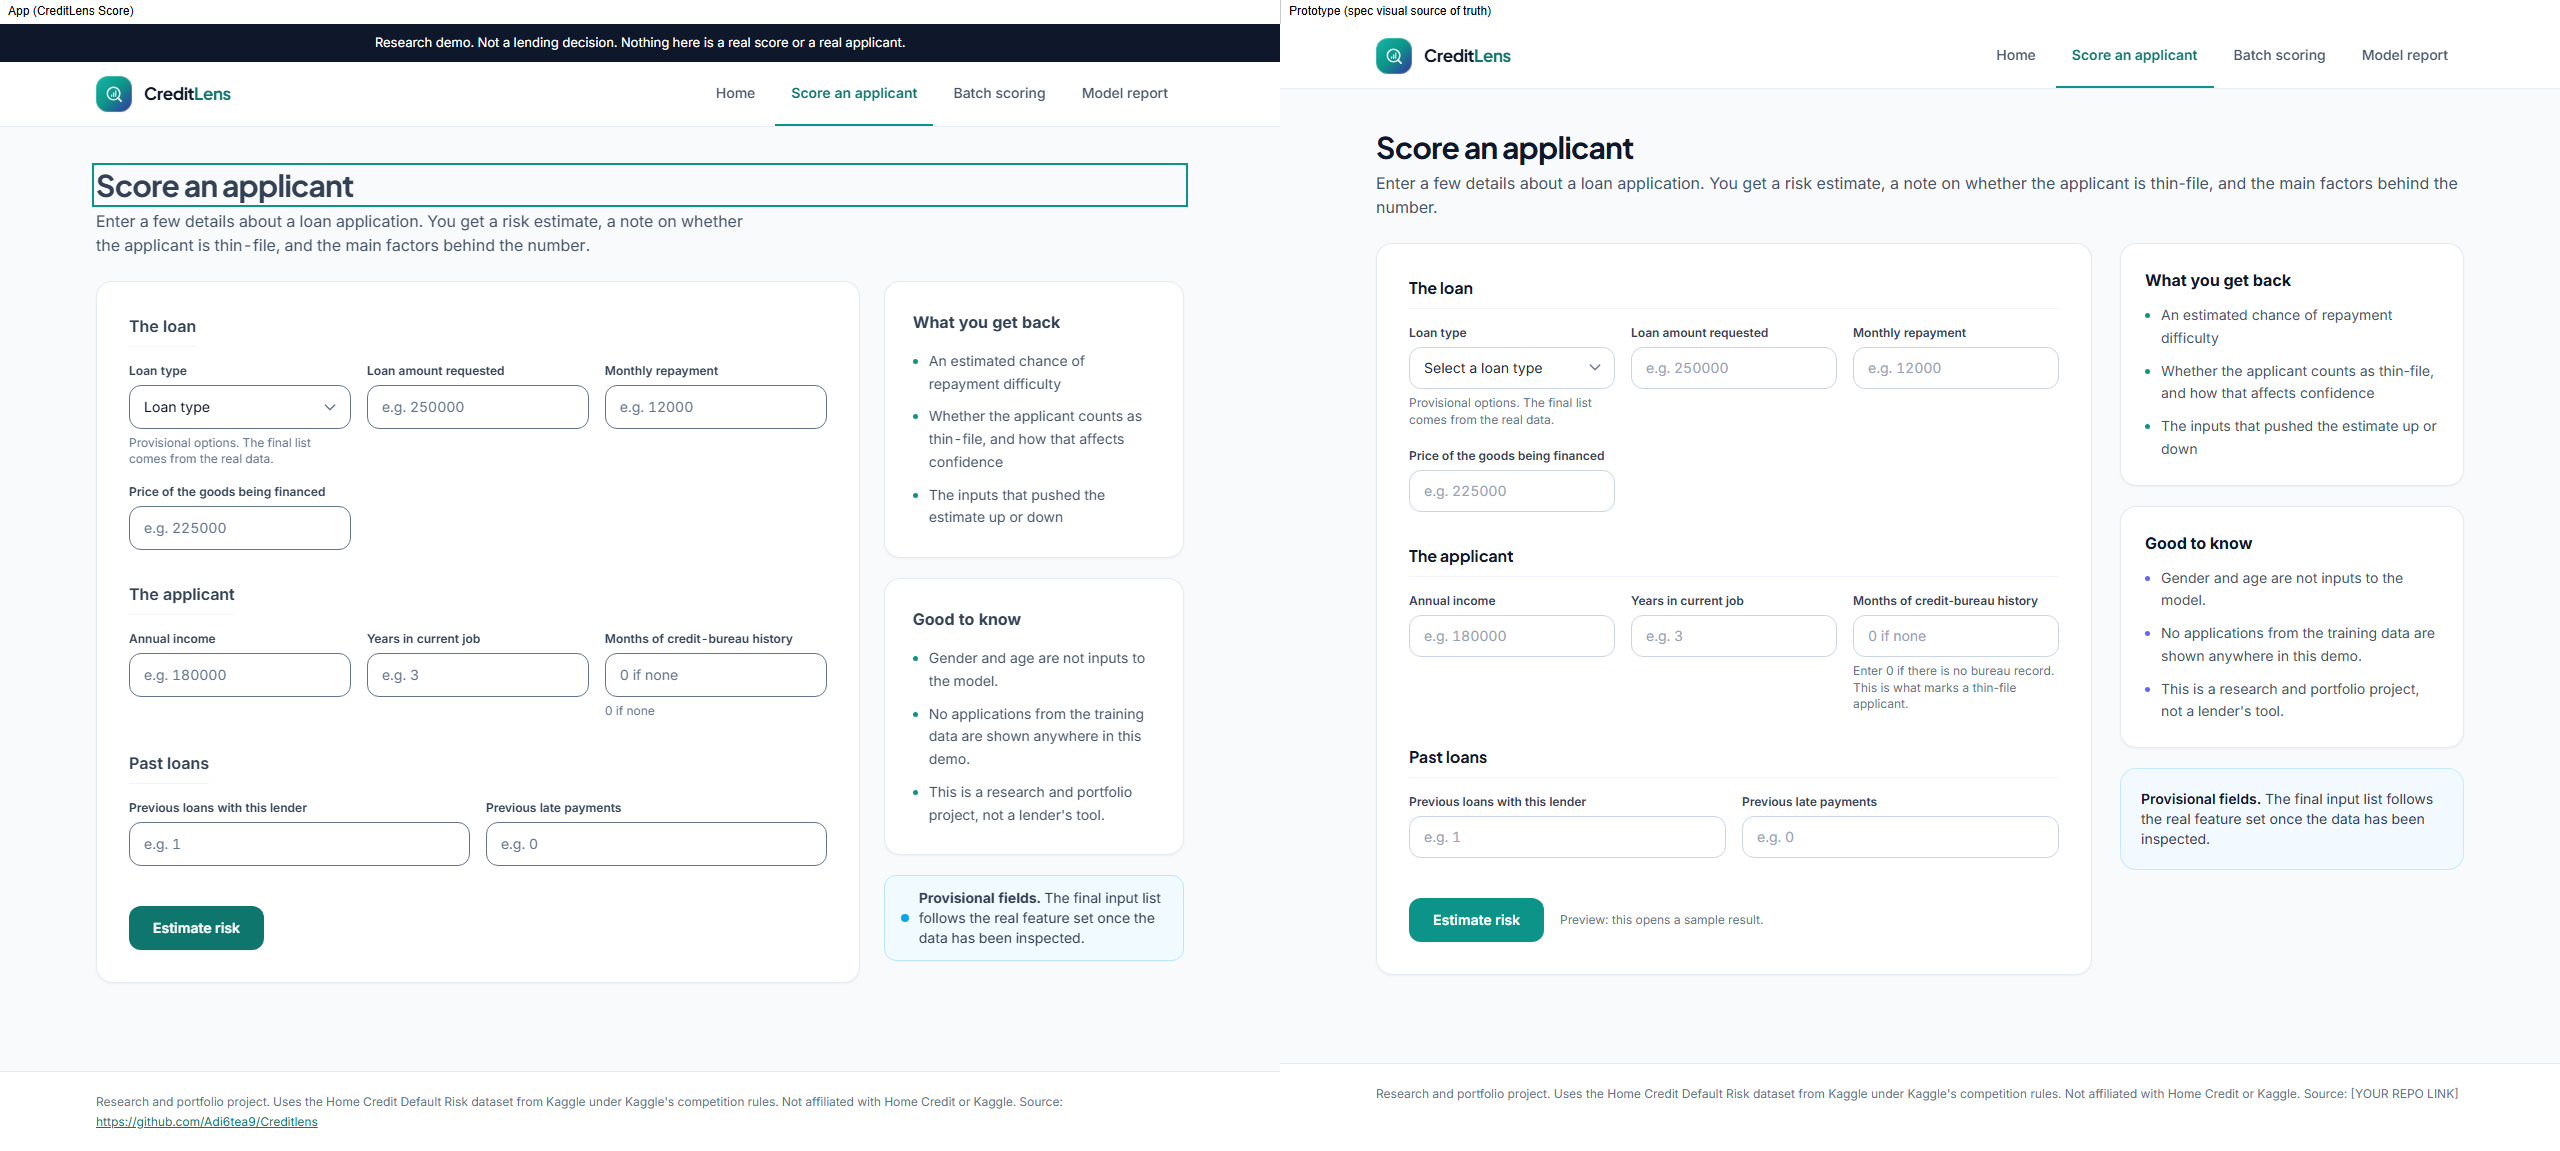 App (CreditLens Score)
Research demo. Not a lending decision. Nothing here is a real score or a real applicant.
CreditLens
Home
Score an applicant
Batch scoring
Model report
Score an applicant
Enter a few details about a loan application. You get a risk estimate, a note on whether
the applicant is thin-file, and the main factors behind the number.
The loan
Loan type
Loan amount requested
Monthly repayment
Loan type
e.g. 250000
e.g. 12000
Provisional options. The final list
comes from the real data.
Price of the goods being financed
e.g. 225000
The applicant
Annual income
Years in current job
Months of credit-bureau history
e.g. 180000
e.g. 3
0 if none
0 if none
Past loans
Previous loans with this lender
Previous late payments
e.g. 1
e.g. 0
Estimate risk
What you get back
An estimated chance of
repayment difficulty
Whether the applicant counts as
thin-file, and how that affects
confidence
The inputs that pushed the
estimate up or down
Good to know
Gender and age are not inputs to
the model.
No applications from the training
data are shown anywhere in this
demo.
This is a research and portfolio
project, not a lender's tool.
Provisional fields. The final input list
follows the real feature set once the
data has been inspected.
Research and portfolio project. Uses the Home Credit Default Risk dataset from Kaggle under Kaggle's competition rules. Not affiliated with Home Credit or Kaggle. Source:
https://github.com/Adi6tea9/Creditlens
Prototype (spec visual source of truth)
CreditLens
Home
Score an applicant
Batch scoring
Model report
Score an applicant
Enter a few details about a loan application. You get a risk estimate, a note on whether the applicant is thin-file, and the main factors behind the
number.
The loan
Loan type
Loan amount requested
Monthly repayment
Select a loan type
e.g. 250000
e.g. 12000
Provisional options. The final list
comes from the real data.
Price of the goods being financed
e.g. 225000
The applicant
Annual income
Years in current job
Months of credit-bureau history
e.g. 180000
e.g. 3
0 if none
Enter 0 if there is no bureau record.
This is what marks a thin-file
applicant.
Past loans
Previous loans with this lender
Previous late payments
e.g. 1
e.g. 0
Estimate risk
Preview: this opens a sample result.
What you get back
An estimated chance of repayment
difficulty
Whether the applicant counts as thin-file,
and how that affects confidence
The inputs that pushed the estimate up or
down
Good to know
Gender and age are not inputs to the
model.
No applications from the training data are
shown anywhere in this demo.
This is a research and portfolio project,
not a lender's tool.
Provisional fields. The final input list follows
the real feature set once the data has been
inspected.
Research and portfolio project. Uses the Home Credit Default Risk dataset from Kaggle under Kaggle's competition rules. Not affiliated with Home Credit or Kaggle. Source: [YOUR REPO LINK]